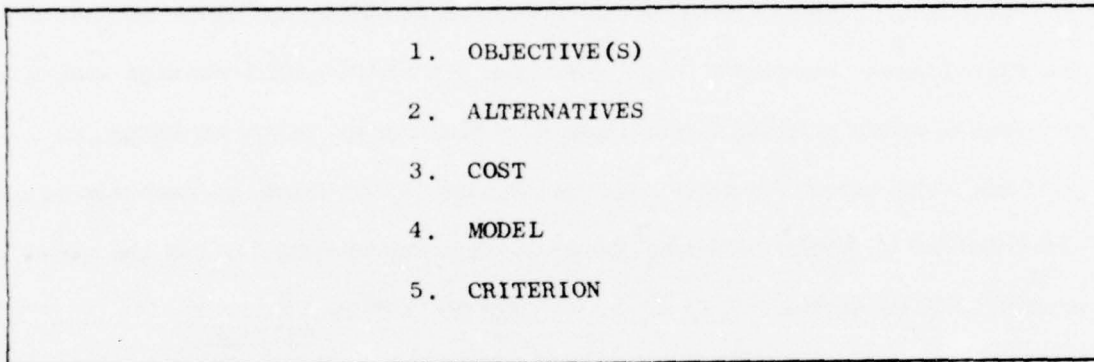 1. OBJECTIVE(S)
2. ALTERNATIVES
3. COST
4. MODEL
5. CRITERION